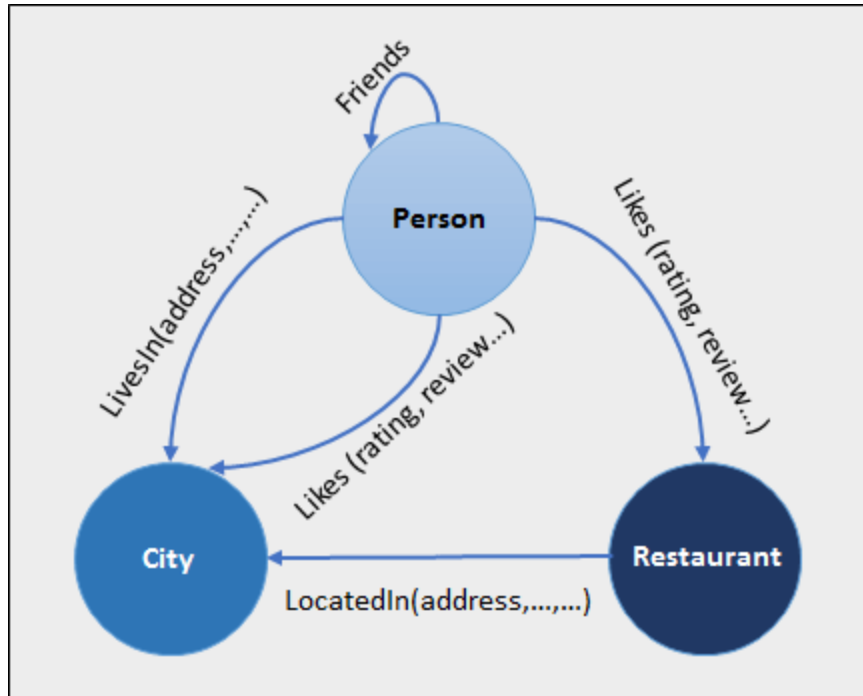 Friends
Person
LivesIn(address,...,...)
Likes (rating, review...)
Likes (rating, review...)
City
Restaurant
LocatedIn(address,...,...)